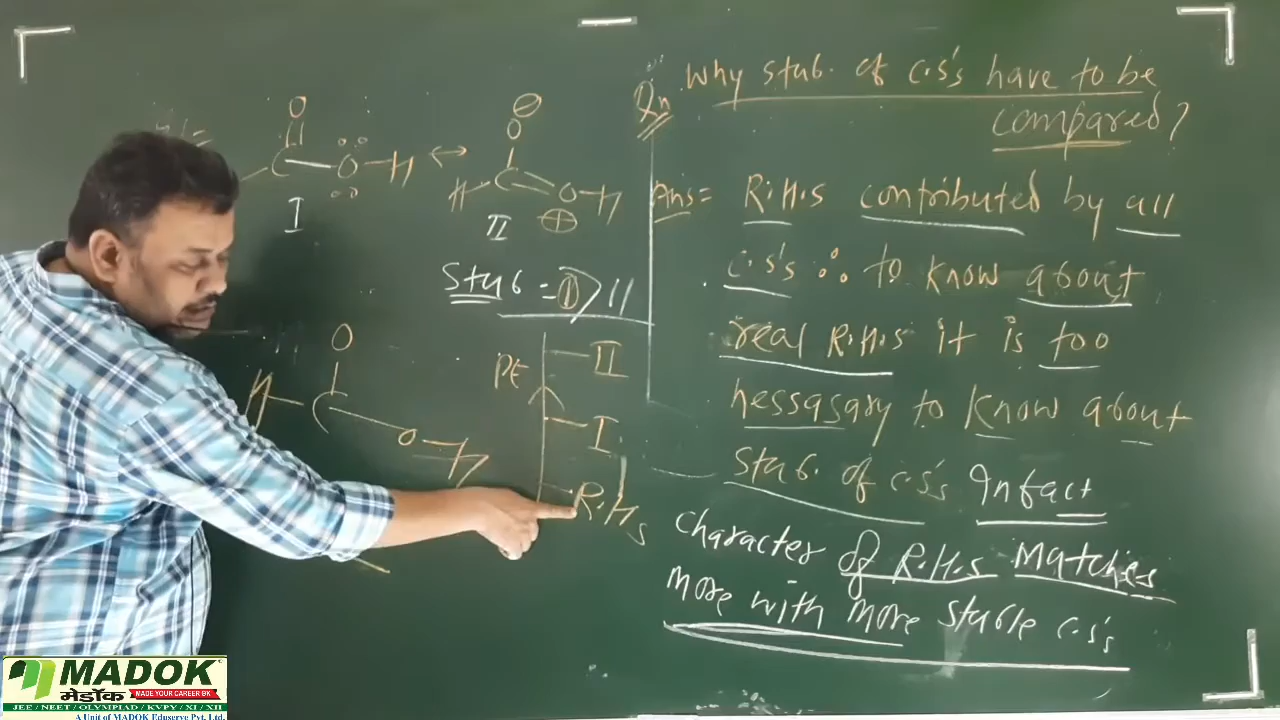 O
C O H ↔
I
⊖
O
H C O H
⊕
II
Stab = I > II
PE
II
I
R.H.S
O
H C O H
Qn Why stab. of C.S's have to be
compared?
Ans = R.H.S contributed by all
C.S's ∴ to know about
real R.H.S it is too
nessasary to know about
stab. of C.S's Infact
character of R.H.S Matches
more with more stable C.S's
MADOK
मेडॉक MADE YOUR CAREER BK
JEE / NEET / OLYMPIAD / KVPY / XI / XII
A Unit of MADOK Eduserve Pvt. Ltd.